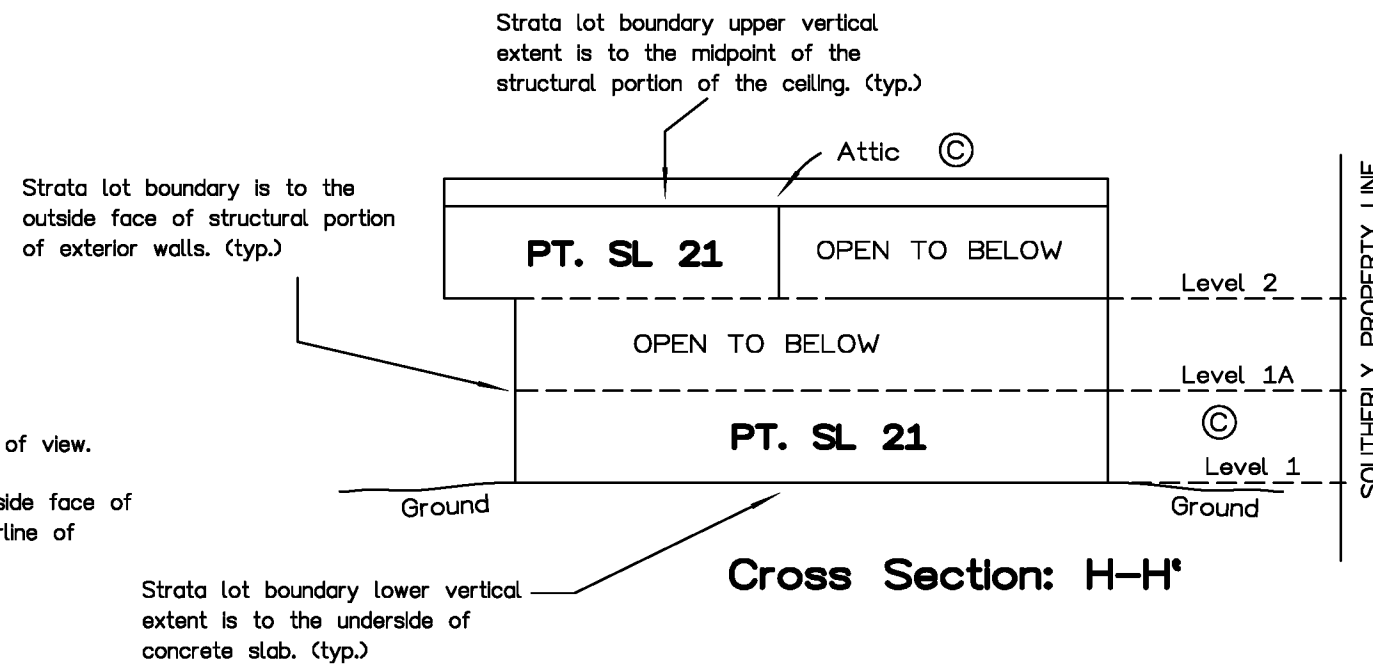 Strata lot boundary upper vertical
extent is to the midpoint of the
structural portion of the ceiling. (typ.)
Attic Ⓒ
Strata lot boundary is to the
outside face of structural portion
of exterior walls. (typ.)
PT. SL 21
OPEN TO BELOW
Level 2
OPEN TO BELOW
Level 1A
Ⓒ
PT. SL 21
Level 1
SOUTHERLY PROPERTY LINE
of view.
side face of
line of
Ground
Ground
Strata lot boundary lower vertical
extent is to the underside of
concrete slab. (typ.)
Cross Section: H-H'